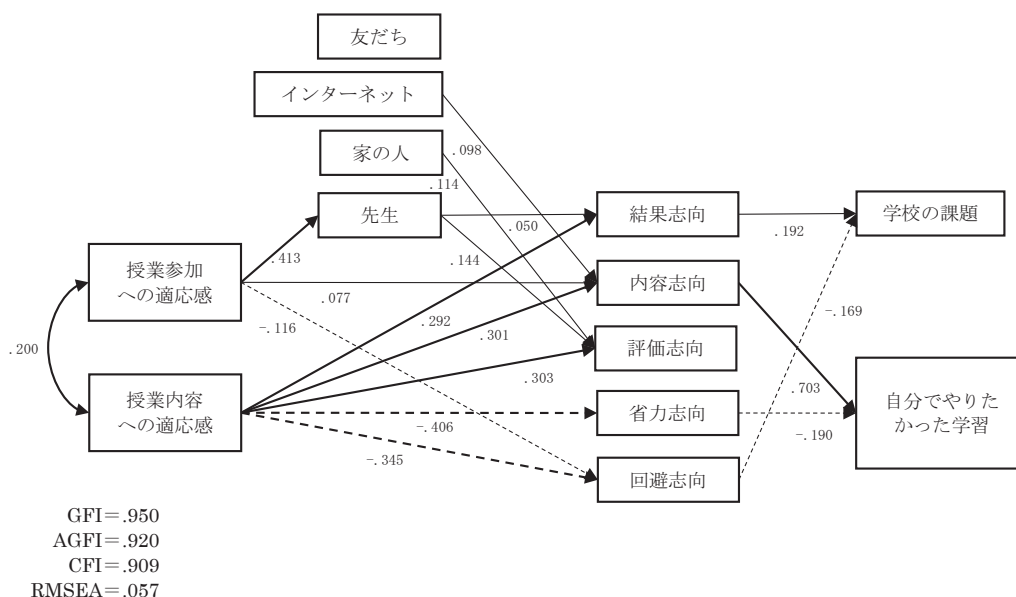 友だち
インターネット
家の人
先生
授業参加
への適応感
授業内容
への適応感
結果志向
内容志向
評価志向
省力志向
回避志向
学校の課題
自分でやりた
かった学習
.098
.114
.050
.144
.413
.077
-.116
.200
.292
.301
.303
-.406
-.345
.192
-.169
.703
-.190
GFI=.950
AGFI=.920
CFI=.909
RMSEA=.057